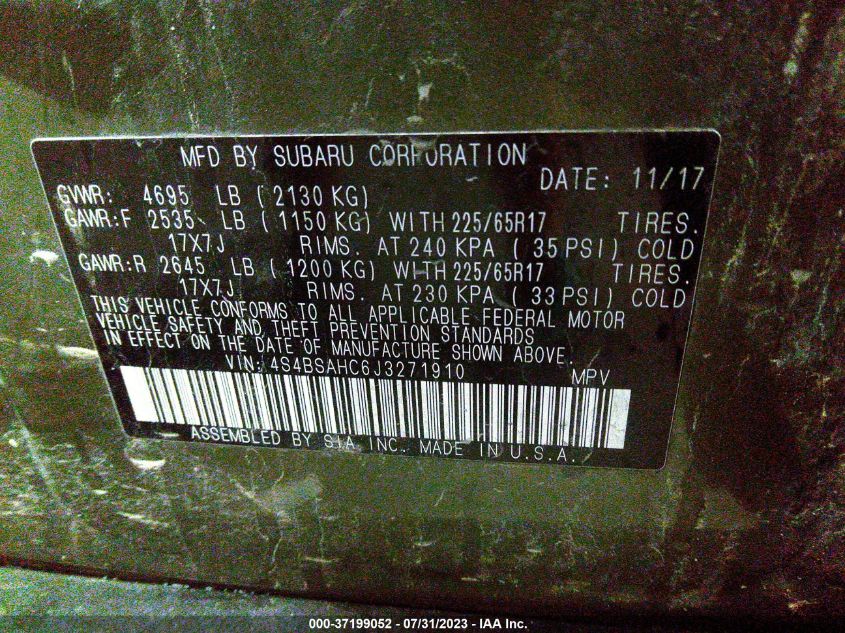 MFD BY SUBARU CORPORATION
DATE: 11/17
GVWR: 4695 LB ( 2130 KG)
GAWR:F 2535 LB ( 1150 KG) WITH 225/65R17 TIRES.
17X7J RIMS. AT 240 KPA ( 35 PSI) COLD
GAWR:R 2645 LB ( 1200 KG) WITH 225/65R17 TIRES.
17X7J RIMS. AT 230 KPA ( 33 PSI) COLD
THIS VEHICLE CONFORMS TO ALL APPLICABLE FEDERAL MOTOR
VEHICLE SAFETY AND THEFT PREVENTION STANDARDS
IN EFFECT ON THE DATE OF MANUFACTURE SHOWN ABOVE.
VIN: 4S4BSAHC6J3271910 MPV
ASSEMBLED BY SIA INC. MADE IN U.S.A.
000-37199052 - 07/31/2023 - IAA Inc.